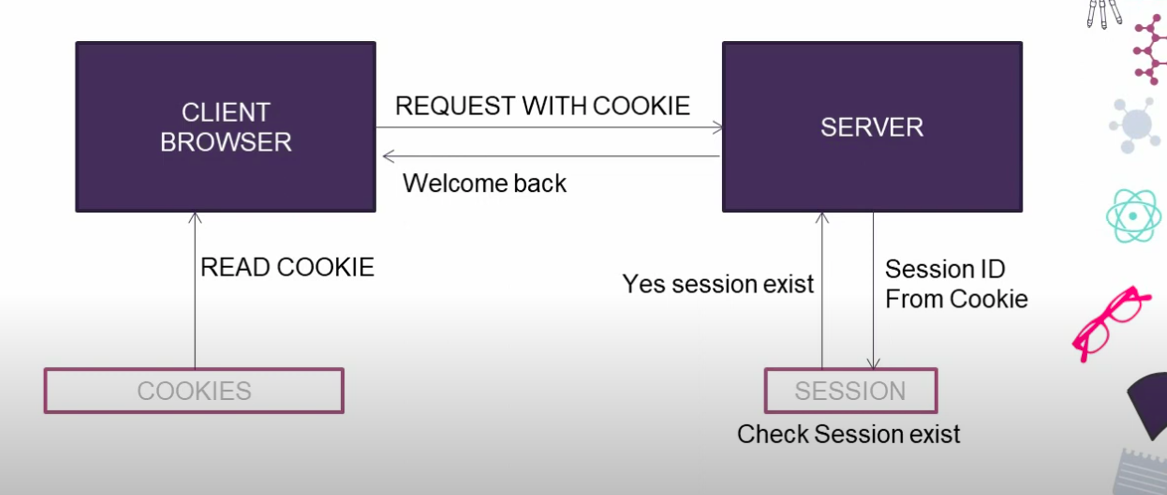 CLIENT
BROWSER
REQUEST WITH COOKIE
SERVER
Welcome back
READ COOKIE
Yes session exist
Session ID
From Cookie
COOKIES
SESSION
Check Session exist